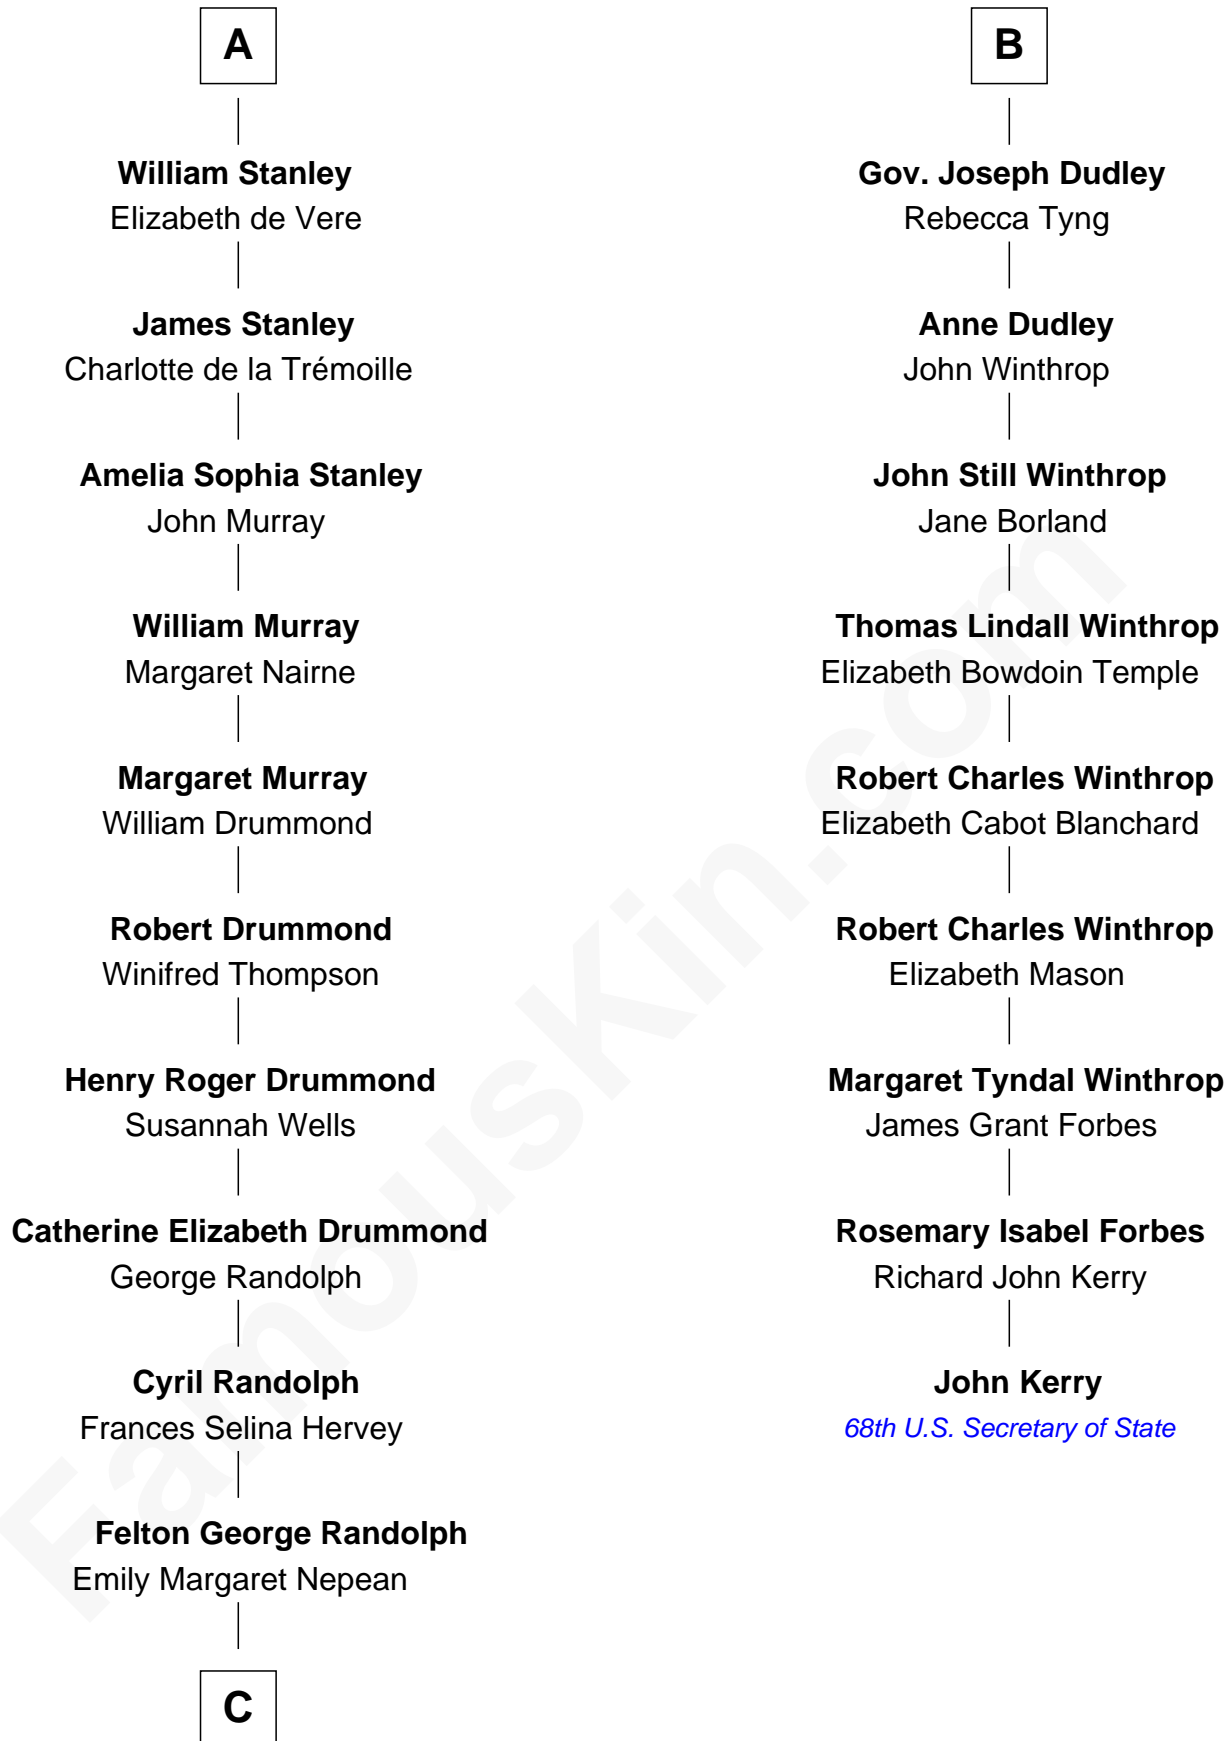 A
William Stanley
Elizabeth de Vere
James Stanley
Charlotte de la Trémoille
Amelia Sophia Stanley
John Murray
William Murray
Margaret Nairne
Margaret Murray
William Drummond
Robert Drummond
Winifred Thompson
Henry Roger Drummond
Susannah Wells
Catherine Elizabeth Drummond
George Randolph
Cyril Randolph
Frances Selina Hervey
Felton George Randolph
Emily Margaret Nepean
C
B
Gov. Joseph Dudley
Rebecca Tyng
Anne Dudley
John Winthrop
John Still Winthrop
Jane Borland
Thomas Lindall Winthrop
Elizabeth Bowdoin Temple
Robert Charles Winthrop
Elizabeth Cabot Blanchard
Robert Charles Winthrop
Elizabeth Mason
Margaret Tyndal Winthrop
James Grant Forbes
Rosemary Isabel Forbes
Richard John Kerry
John Kerry
68th U.S. Secretary of State
FamousKin.com